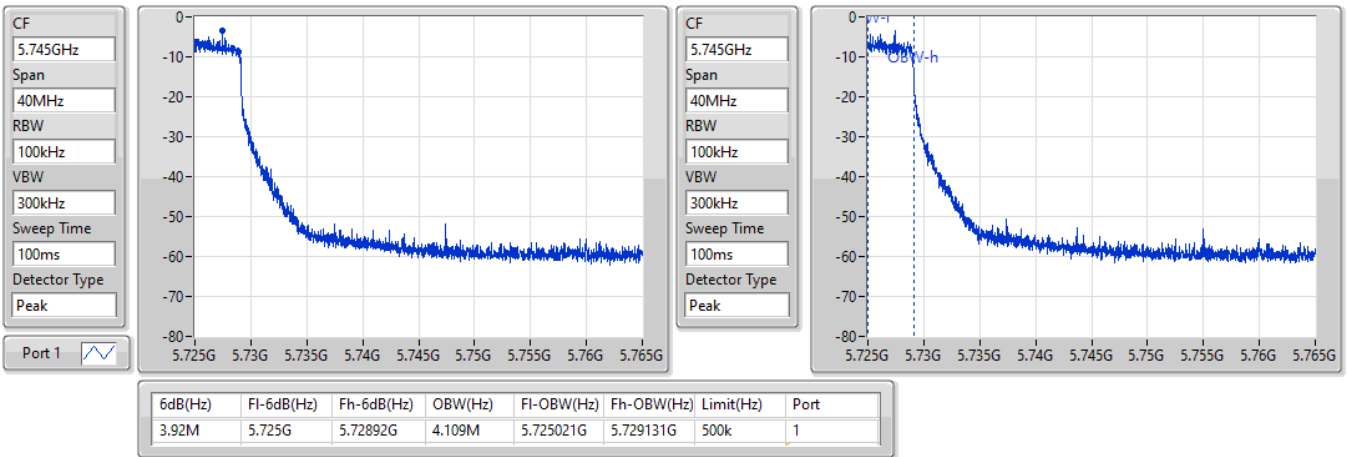 CF
5.745GHz
Span
40MHz
RBW
100kHz
VBW
300kHz
Sweep Time
100ms
Detector Type
Peak
Port 1
0
-10
-20
-30
-40
-50
-60
-70
-80
5.725G 5.73G 5.735G 5.74G 5.745G 5.75G 5.755G 5.76G 5.765G
CF
5.745GHz
Span
40MHz
RBW
100kHz
VBW
300kHz
Sweep Time
100ms
Detector Type
Peak
0
-10
-20
-30
-40
-50
-60
-70
-80
OBW-h
5.725G 5.73G 5.735G 5.74G 5.745G 5.75G 5.755G 5.76G 5.765G
6dB(Hz) Fl-6dB(Hz) Fh-6dB(Hz) OBW(Hz) Fl-OBW(Hz) Fh-OBW(Hz) Limit(Hz) Port
3.92M 5.725G 5.72892G 4.109M 5.725021G 5.729131G 500k 1